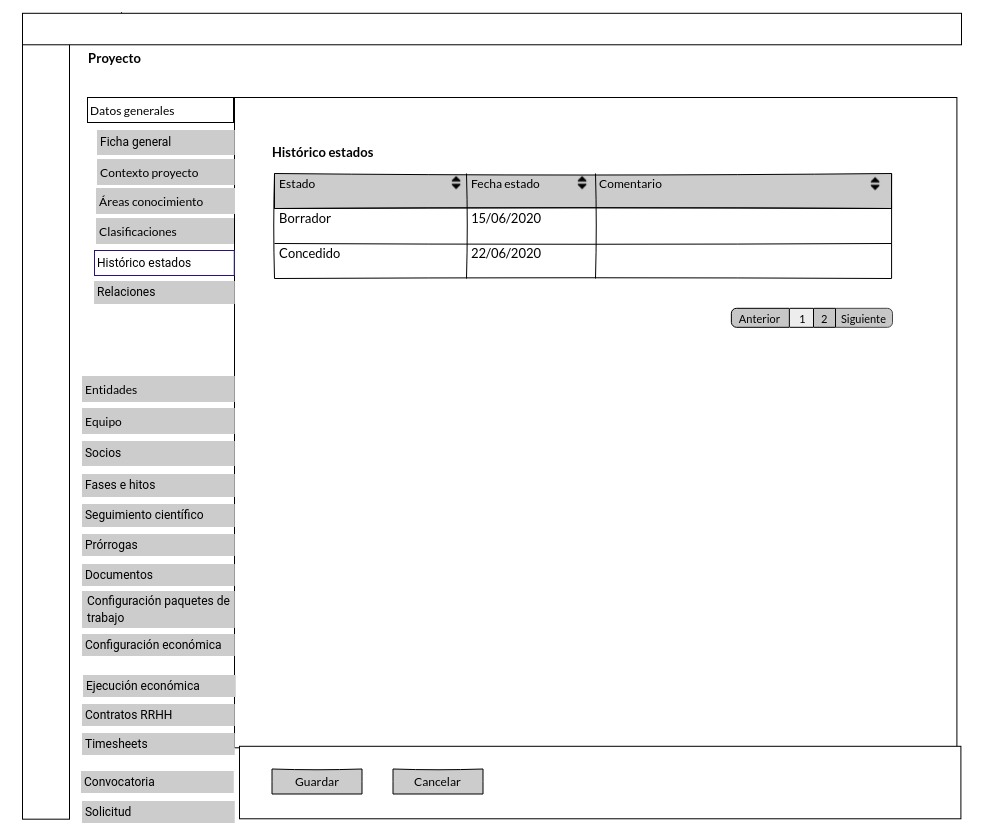 Proyecto
Datos generales
Ficha general
Contexto proyecto
Áreas conocimiento
Clasificaciones
Histórico estados
Relaciones
Entidades
Equipo
Socios
Fases e hitos
Seguimiento científico
Prórrogas
Documentos
Configuración paquetes de
trabajo
Configuración económica
Ejecución económica
Contratos RRHH
Timesheets
Convocatoria
Solicitud
Histórico estados
Estado Fecha estado Comentario
Borrador 15/06/2020
Concedido 22/06/2020
Anterior 1 2 Siguiente
Guardar Cancelar